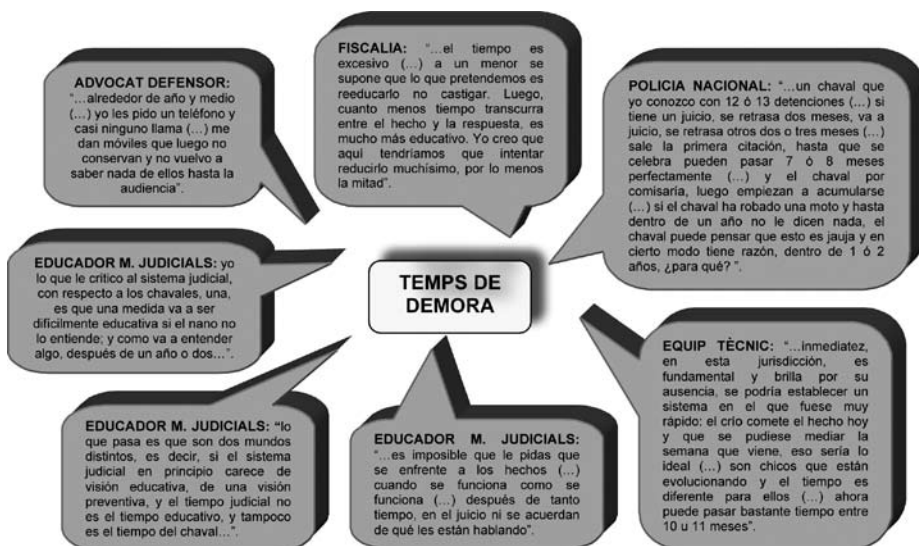 ADVOCAT DEFENSOR:
“...alrededor de año y medio
(...) yo les pido un teléfono y
casi ninguno llama (...) me
dan móviles que luego no
conservan y no vuelvo a
saber nada de ellos hasta la
audiencia”.
FISCALIA: “...el tiempo es
excesivo (...) a un menor se
supone que lo que pretendemos es
reeducarlo no castigar. Luego,
cuanto menos tiempo transcurra
entre el hecho y la respuesta, es
mucho más educativo. Yo creo que
aquí tendríamos que intentar
reducirlo muchísimo, por lo menos
la mitad”.
POLICIA NACIONAL: “...un chaval que
yo conozco con 12 ó 13 detenciones (...) si
tiene un juicio, se retrasa dos meses, va a
juicio, se retrasa otros dos o tres meses (...)
sale la primera citación, hasta que se
celebra pueden pasar 7 ó 8 meses
perfectamente (...) y el chaval por
comisaría, luego empiezan a acumularse
(...) si el chaval ha robado una moto y hasta
dentro de un año no le dicen nada, el
chaval puede pensar que esto es jauja y en
cierto modo tiene razón, dentro de 1 ó 2
años, ¿para qué? ”.
EDUCADOR M. JUDICIALS: yo
lo que le critico al sistema judicial,
con respecto a los chavales, una,
es que una medida va a ser
difícilmente educativa si el nano no
lo entiende; y como va a entender
algo, después de un año o dos...”.
TEMPS DE
DEMORA
EDUCADOR M. JUDICIALS: “lo
que pasa es que son dos mundos
distintos, es decir, si el sistema
judicial en principio carece de
visión educativa, de una visión
preventiva, y el tiempo judicial no
es el tiempo educativo, y tampoco
es el tiempo del chaval...”.
EDUCADOR M. JUDICIALS:
“...es imposible que le pidas que
se enfrente a los hechos (...)
cuando se funciona como se
funciona (...) después de tanto
tiempo, en el juicio ni se acuerdan
de qué les están hablando”.
EQUIP TÈCNIC: “...inmediatez,
en esta jurisdicción, es
fundamental y brilla por su
ausencia, se podría establecer un
sistema en el que fuese muy
rápido: el crío comete el hecho hoy
y que se pudiese mediar la
semana que viene, eso sería lo
ideal (...) son chicos que están
evolucionando y el tiempo es
diferente para ellos (...) ahora
puede pasar bastante tiempo entre
10 u 11 meses”.